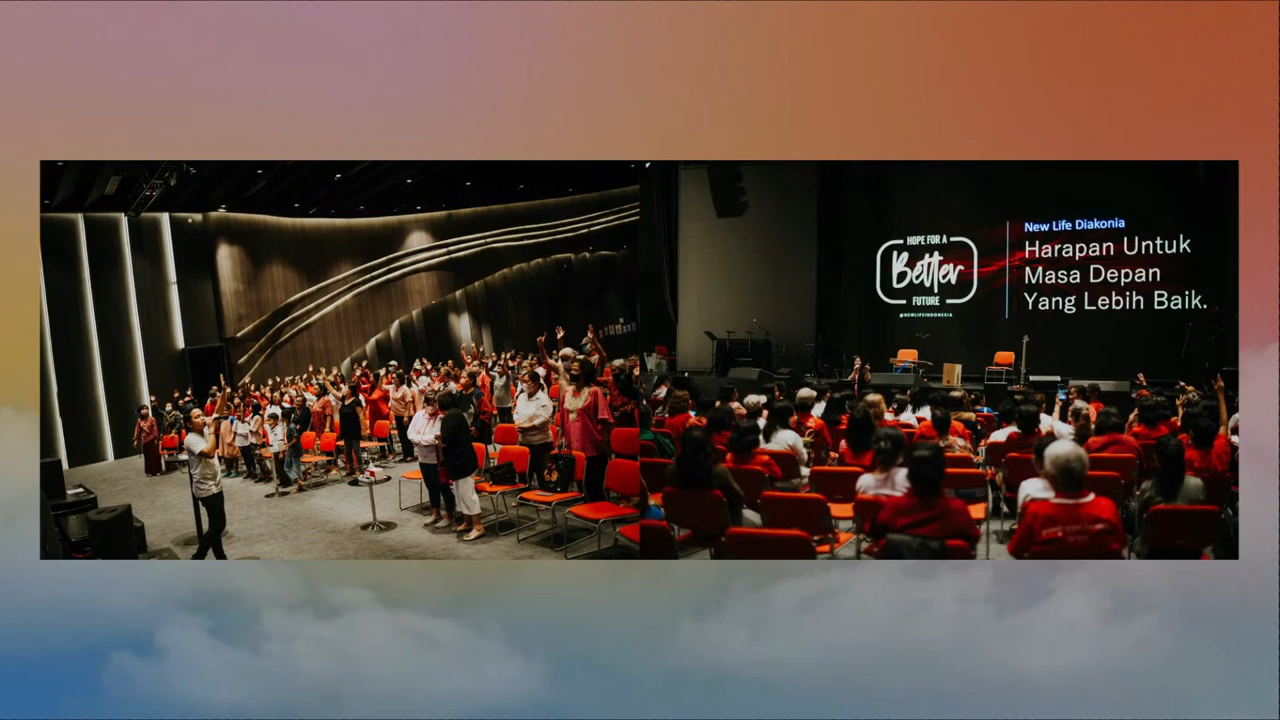 HOPE FOR A
Better
FUTURE
@NEWLIFEINDONESIA
New Life Diakonia
Harapan Untuk
Masa Depan
Yang Lebih Baik.